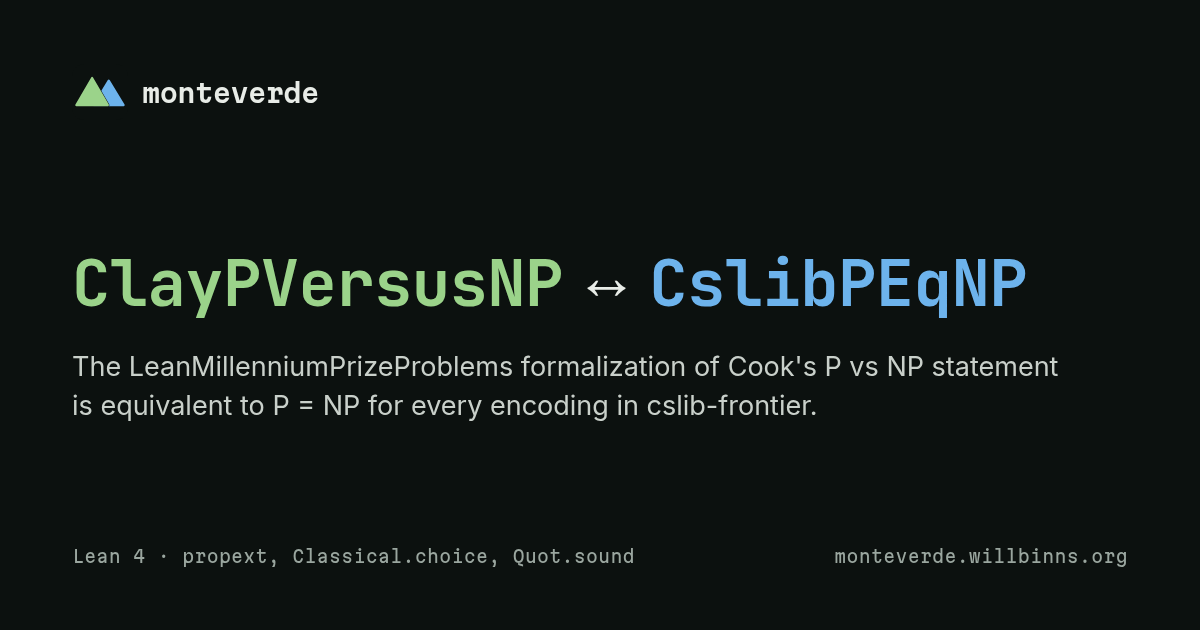 monteverde
ClayPVersusNP ↔ CslibPEqNP
The LeanMillenniumPrizeProblems formalization of Cook's P vs NP statement
is equivalent to P = NP for every encoding in cslib-frontier.
Lean 4 · propext, Classical.choice, Quot.sound
monteverde.willbinns.org